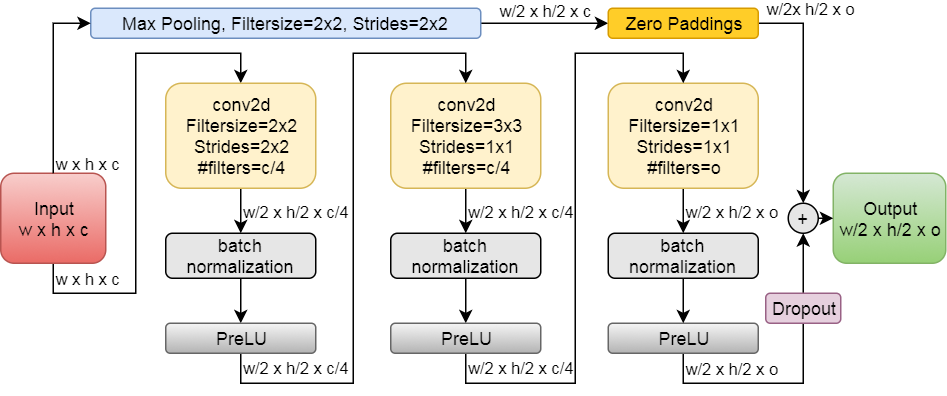 Max Pooling, Filtersize=2x2, Strides=2x2
w/2 x h/2 x c
Zero Paddings
w/2x h/2 x o
w x h x c
Input
w x h x c
w x h x c
conv2d
Filtersize=2x2
Strides=2x2
#filters=c/4
w/2 x h/2 x c/4
batch
normalization
PreLU
w/2 x h/2 x c/4
conv2d
Filtersize=3x3
Strides=1x1
#filters=c/4
w/2 x h/2 x c/4
batch
normalization
PreLU
w/2 x h/2 x c/4
conv2d
Filtersize=1x1
Strides=1x1
#filters=o
w/2 x h/2 x o
batch
normalization
PreLU
w/2 x h/2 x o
Dropout
+
Output
w/2 x h/2 x o